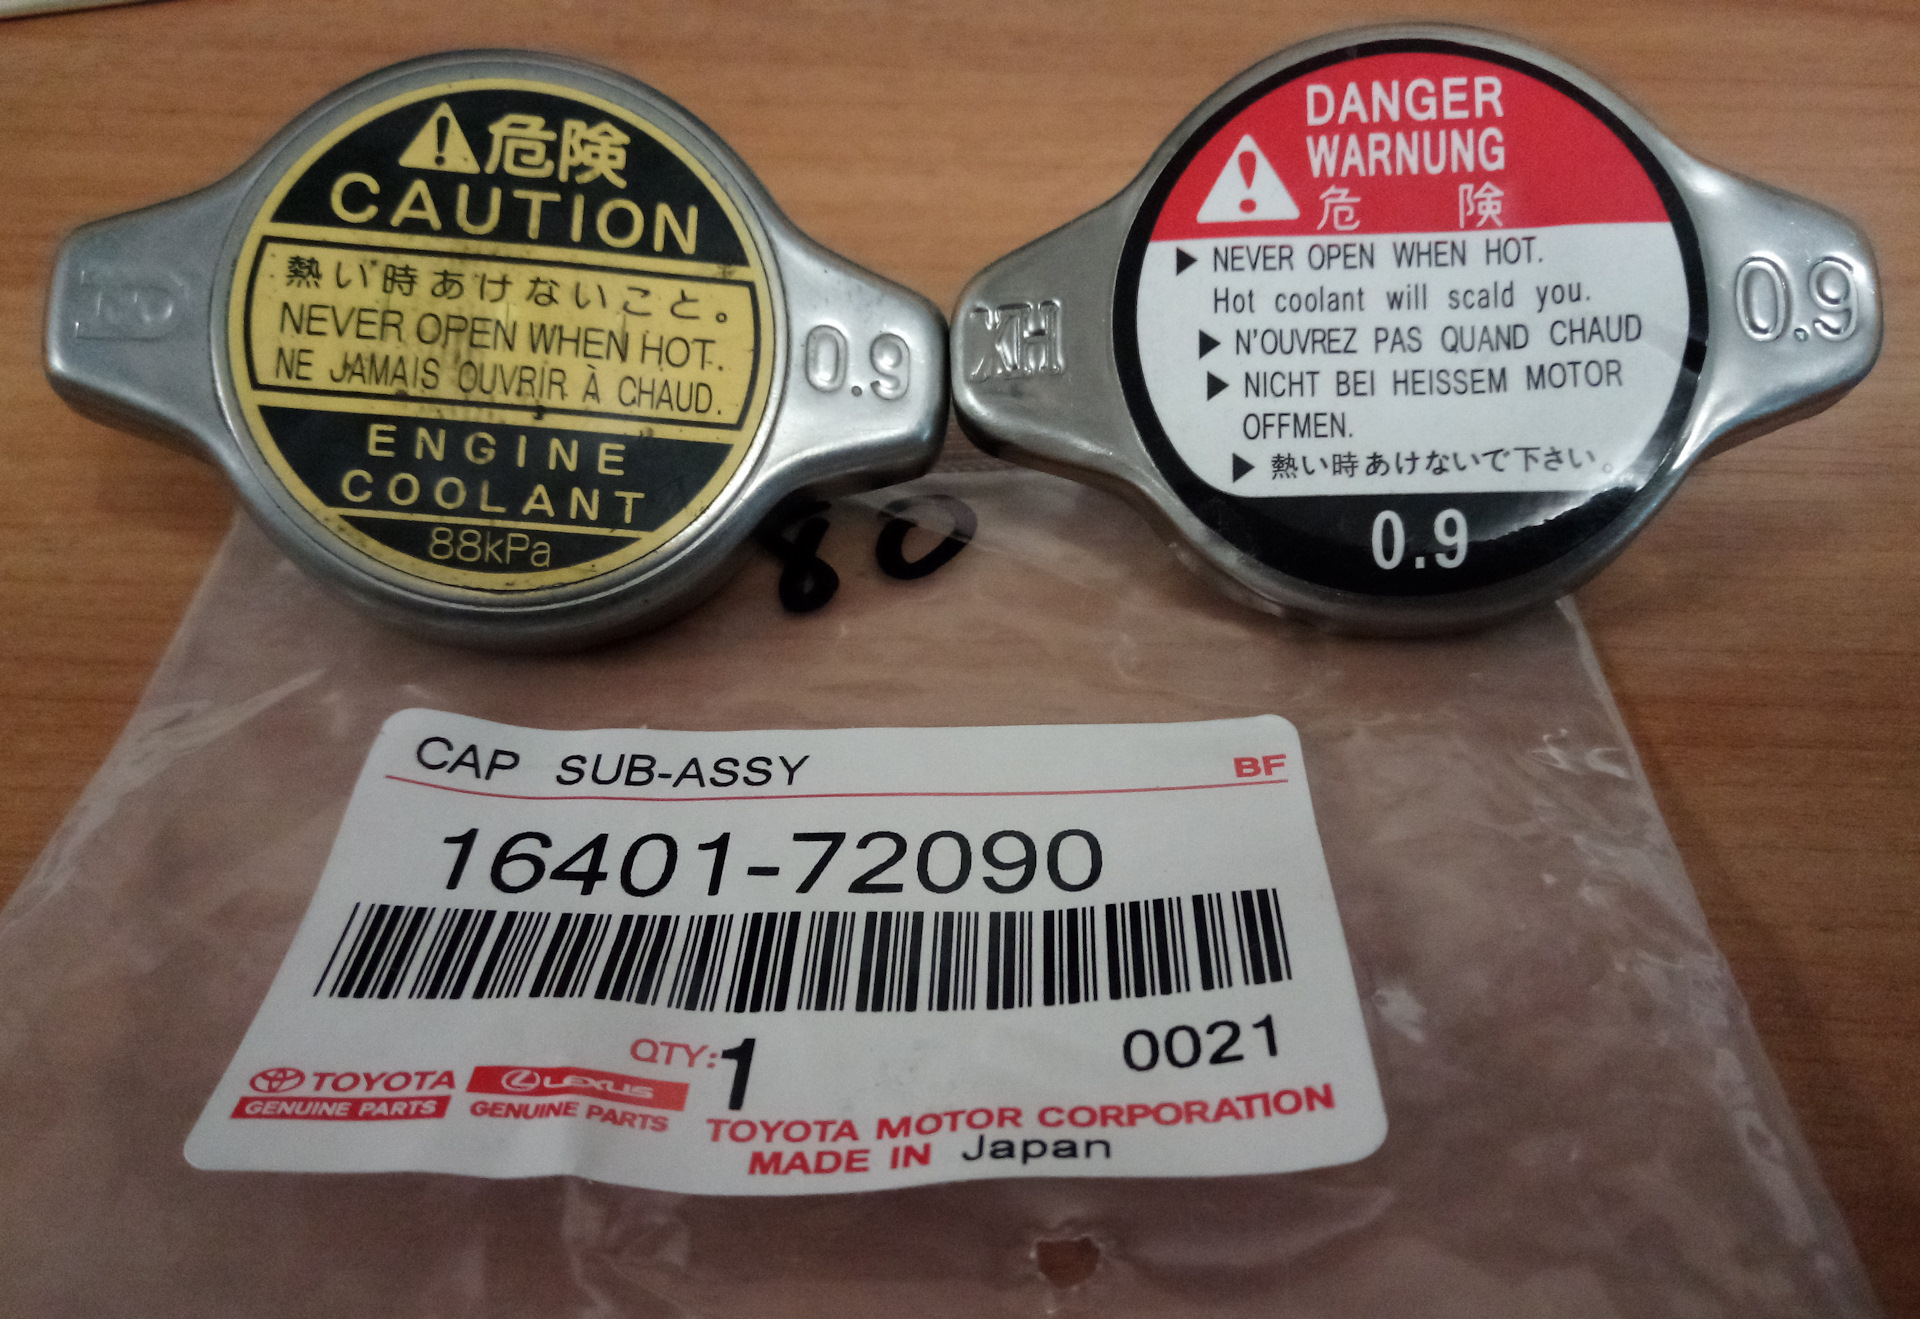 危険
CAUTION
熱い時あけないこと。
NEVER OPEN WHEN HOT.
NE JAMAIS OUVRIR À CHAUD.
ENGINE
COOLANT
88kPa
0.9
DANGER
WARNUNG
危 険
▶ NEVER OPEN WHEN HOT.
Hot coolant will scald you.
▶ N'OUVREZ PAS QUAND CHAUD
▶ NICHT BEI HEISSEM MOTOR
OFFMEN.
▶ 熱い時あけないで下さい。
0.9
0.9
80
CAP SUB-ASSY
BF
16401-72090
QTY:1
0021
TOYOTA
GENUINE PARTS
LEXUS
GENUINE PARTS
TOYOTA MOTOR CORPORATION
MADE IN Japan